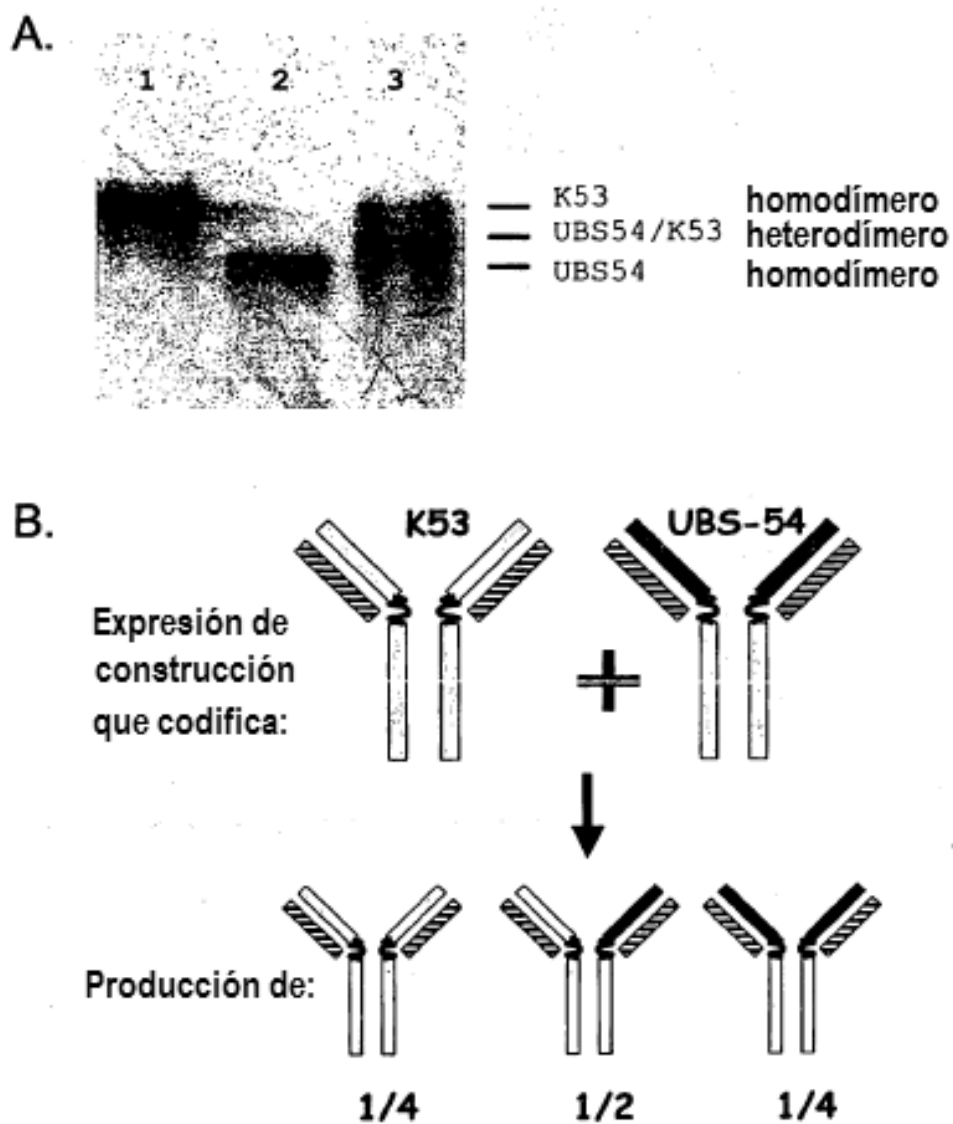 A.
1 2 3
K53 homodímero
UBS54/K53 heterodímero
UBS54 homodímero
B.
K53 UBS-54
Expresión de
construcción
que codifica:
+
Producción de:
1/4 1/2 1/4